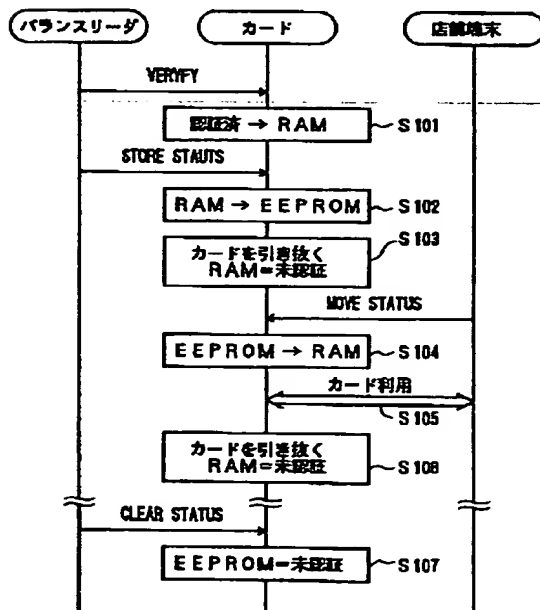 バランスリーダ
カード
店舗端末
VERYFY
認証済 → RAM
S101
STORE STAUTS
RAM → EEPROM
S102
カードを引き抜く
RAM=未認証
S103
MOVE STATUS
EEPROM → RAM
S104
カード利用
S105
カードを引き抜く
RAM=未認証
S106
CLEAR STATUS
EEPROM=未認証
S107